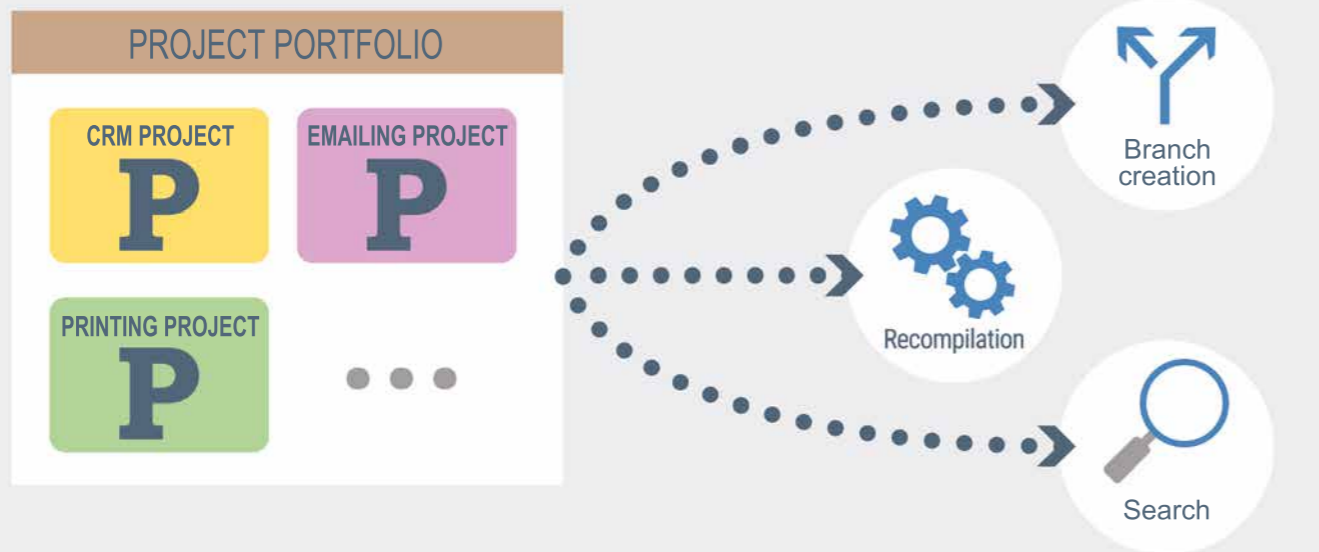 PROJECT PORTFOLIO
CRM PROJECT
P
EMAILING PROJECT
P
PRINTING PROJECT
P
Branch
creation
Recompilation
Search